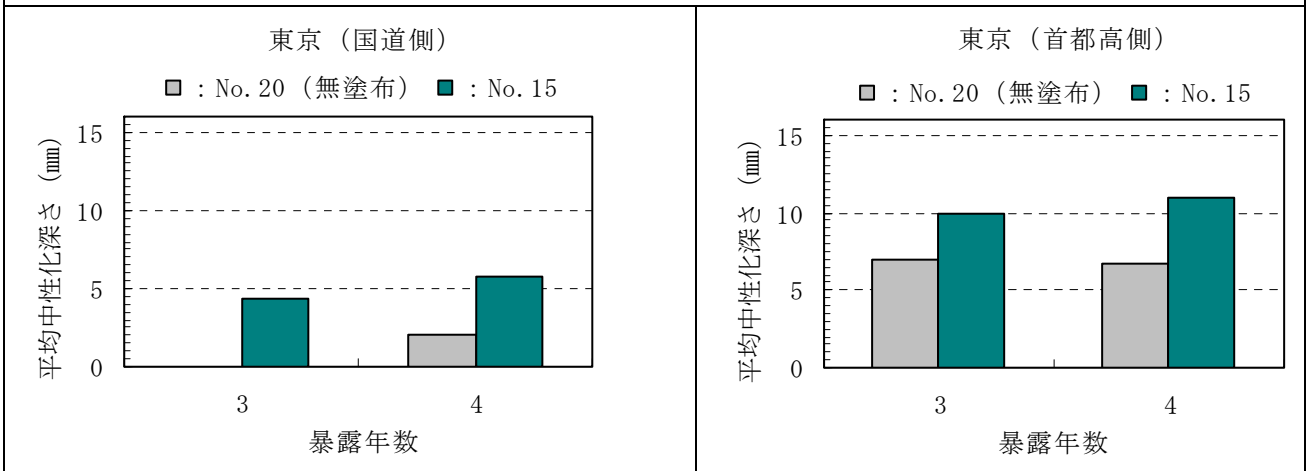 東京（国道側）
■：No.20（無塗布） ■：No.15
平均中性化深さ（㎜）
15
10
5
0
3 4
暴露年数
東京（首都高側）
■：No.20（無塗布） ■：No.15
平均中性化深さ（㎜）
15
10
5
0
3 4
暴露年数